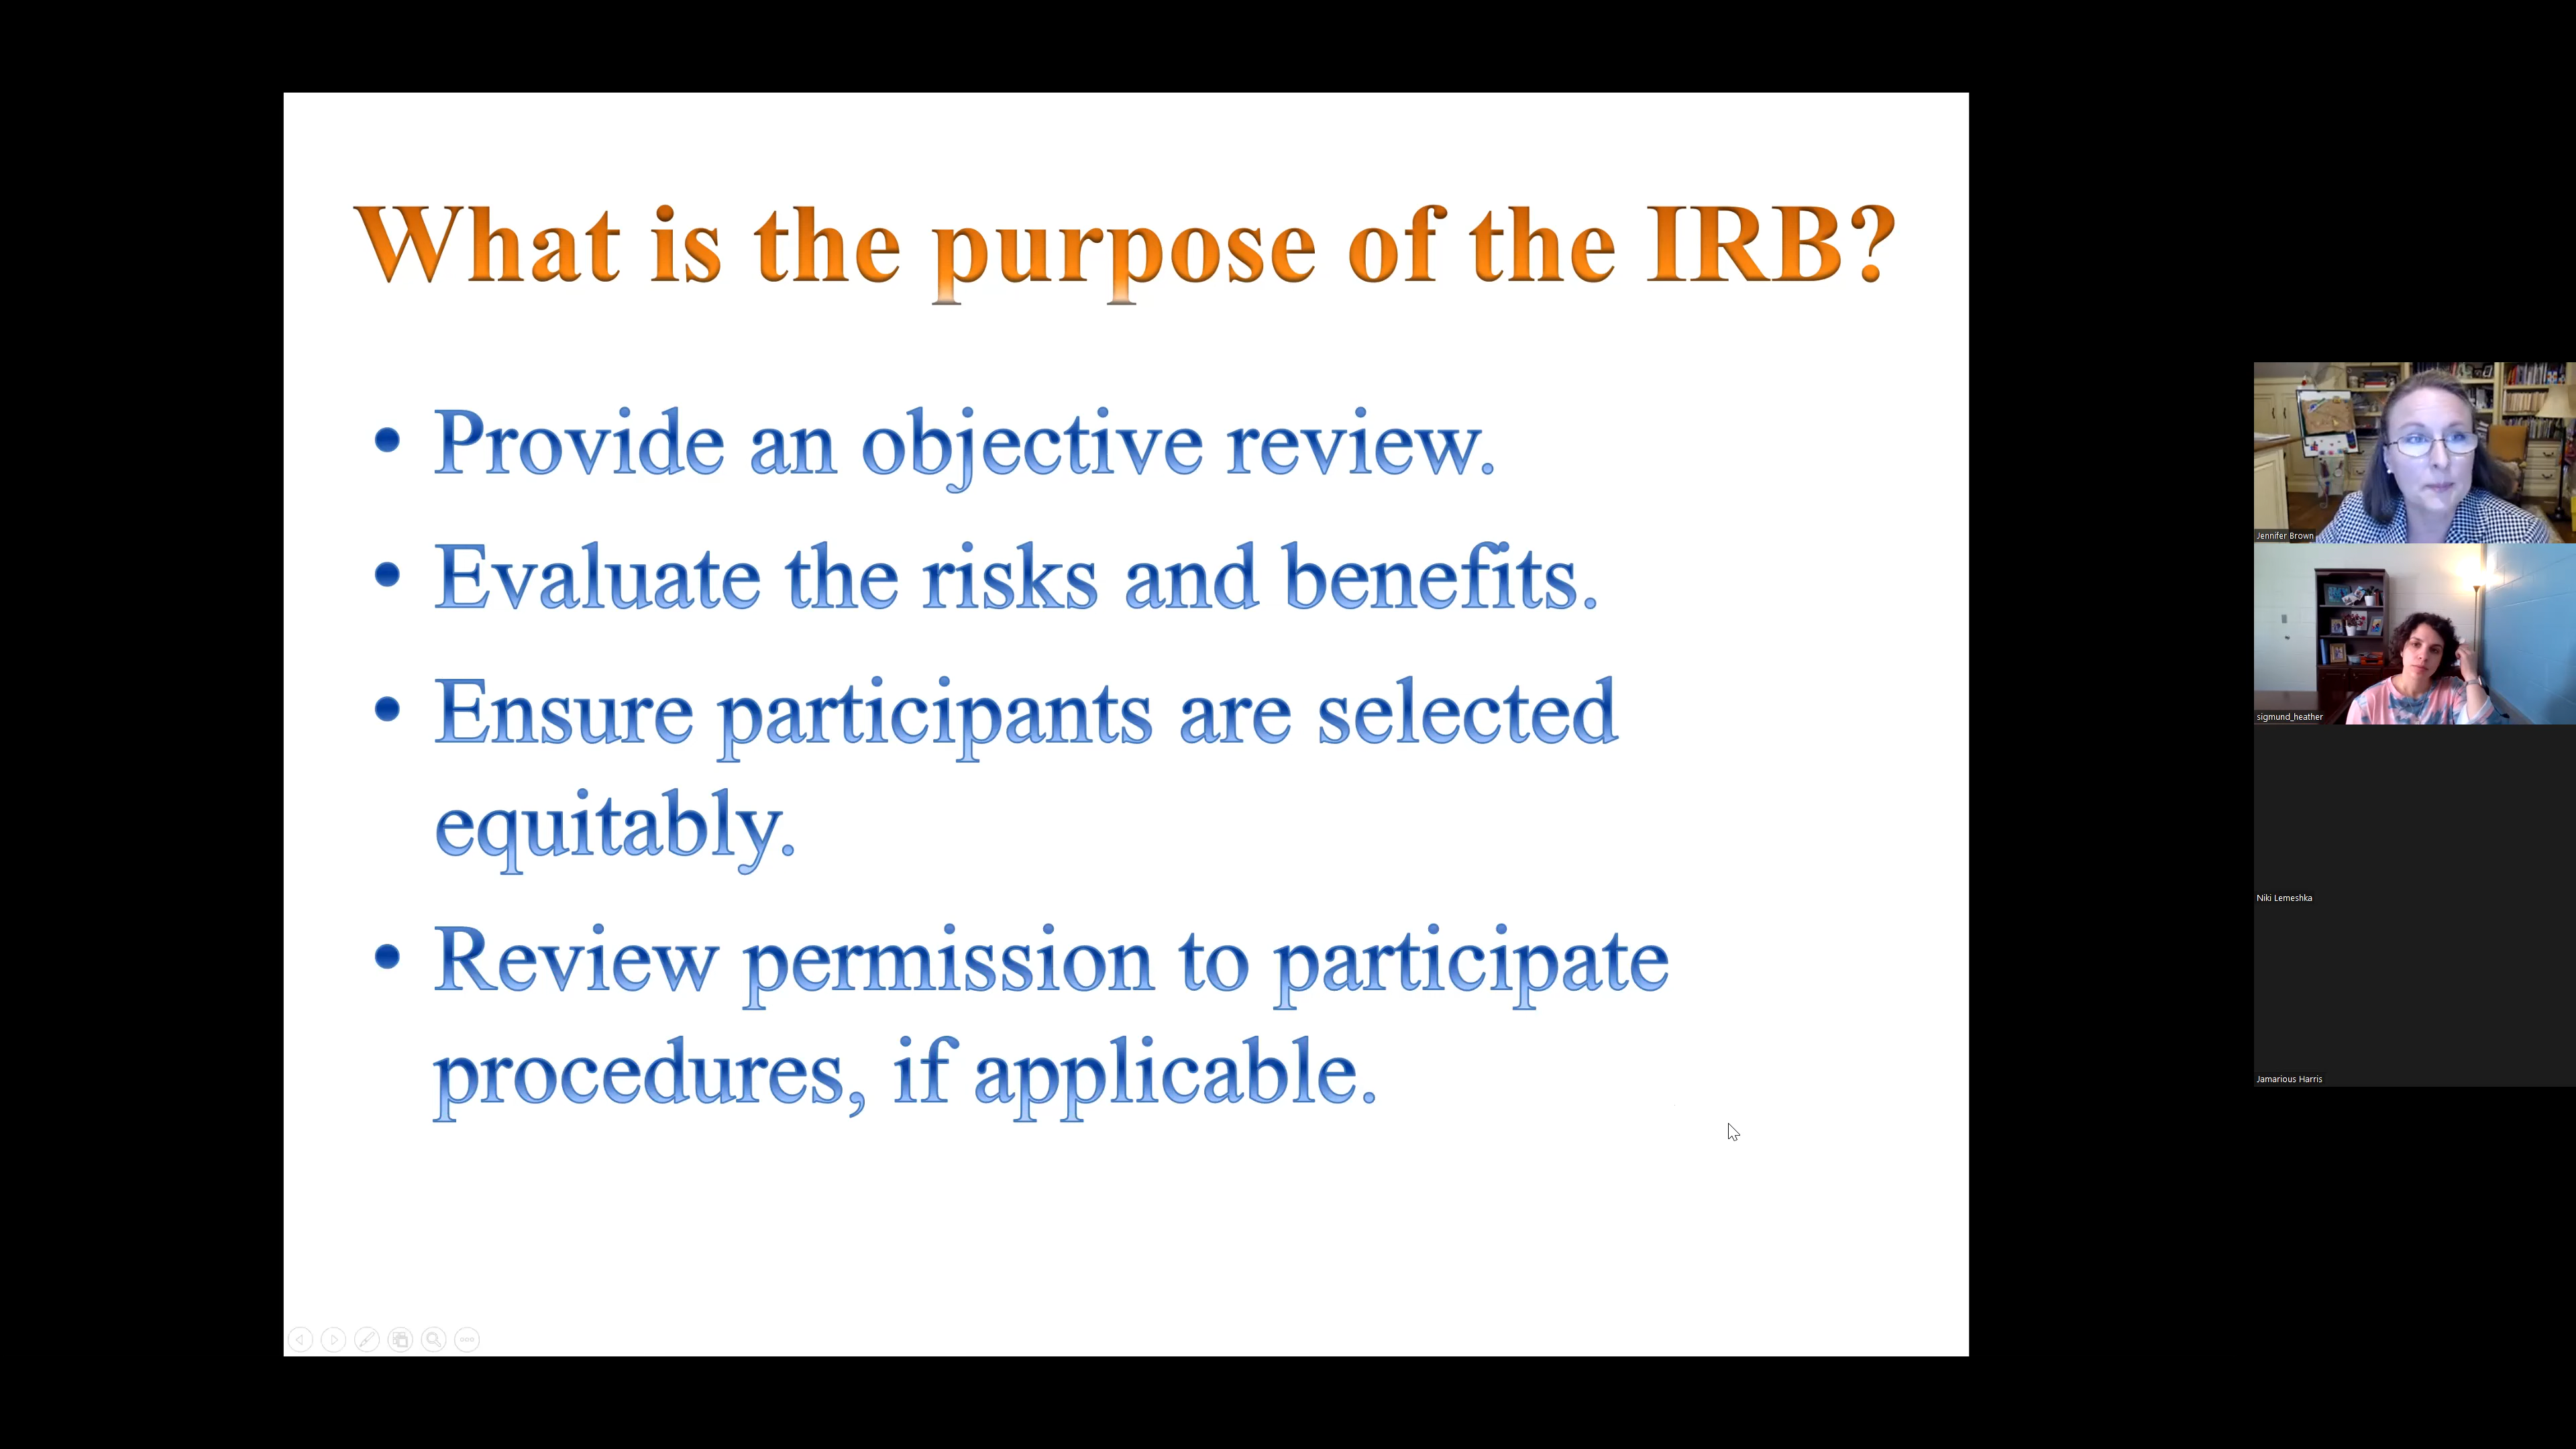 What is the purpose of the IRB?
• Provide an objective review.
• Evaluate the risks and benefits.
• Ensure participants are selected
equitably.
• Review permission to participate
procedures, if applicable.
Jennifer Brown
sigmund_heather
Niki Lemeshka
Jamarious Harris